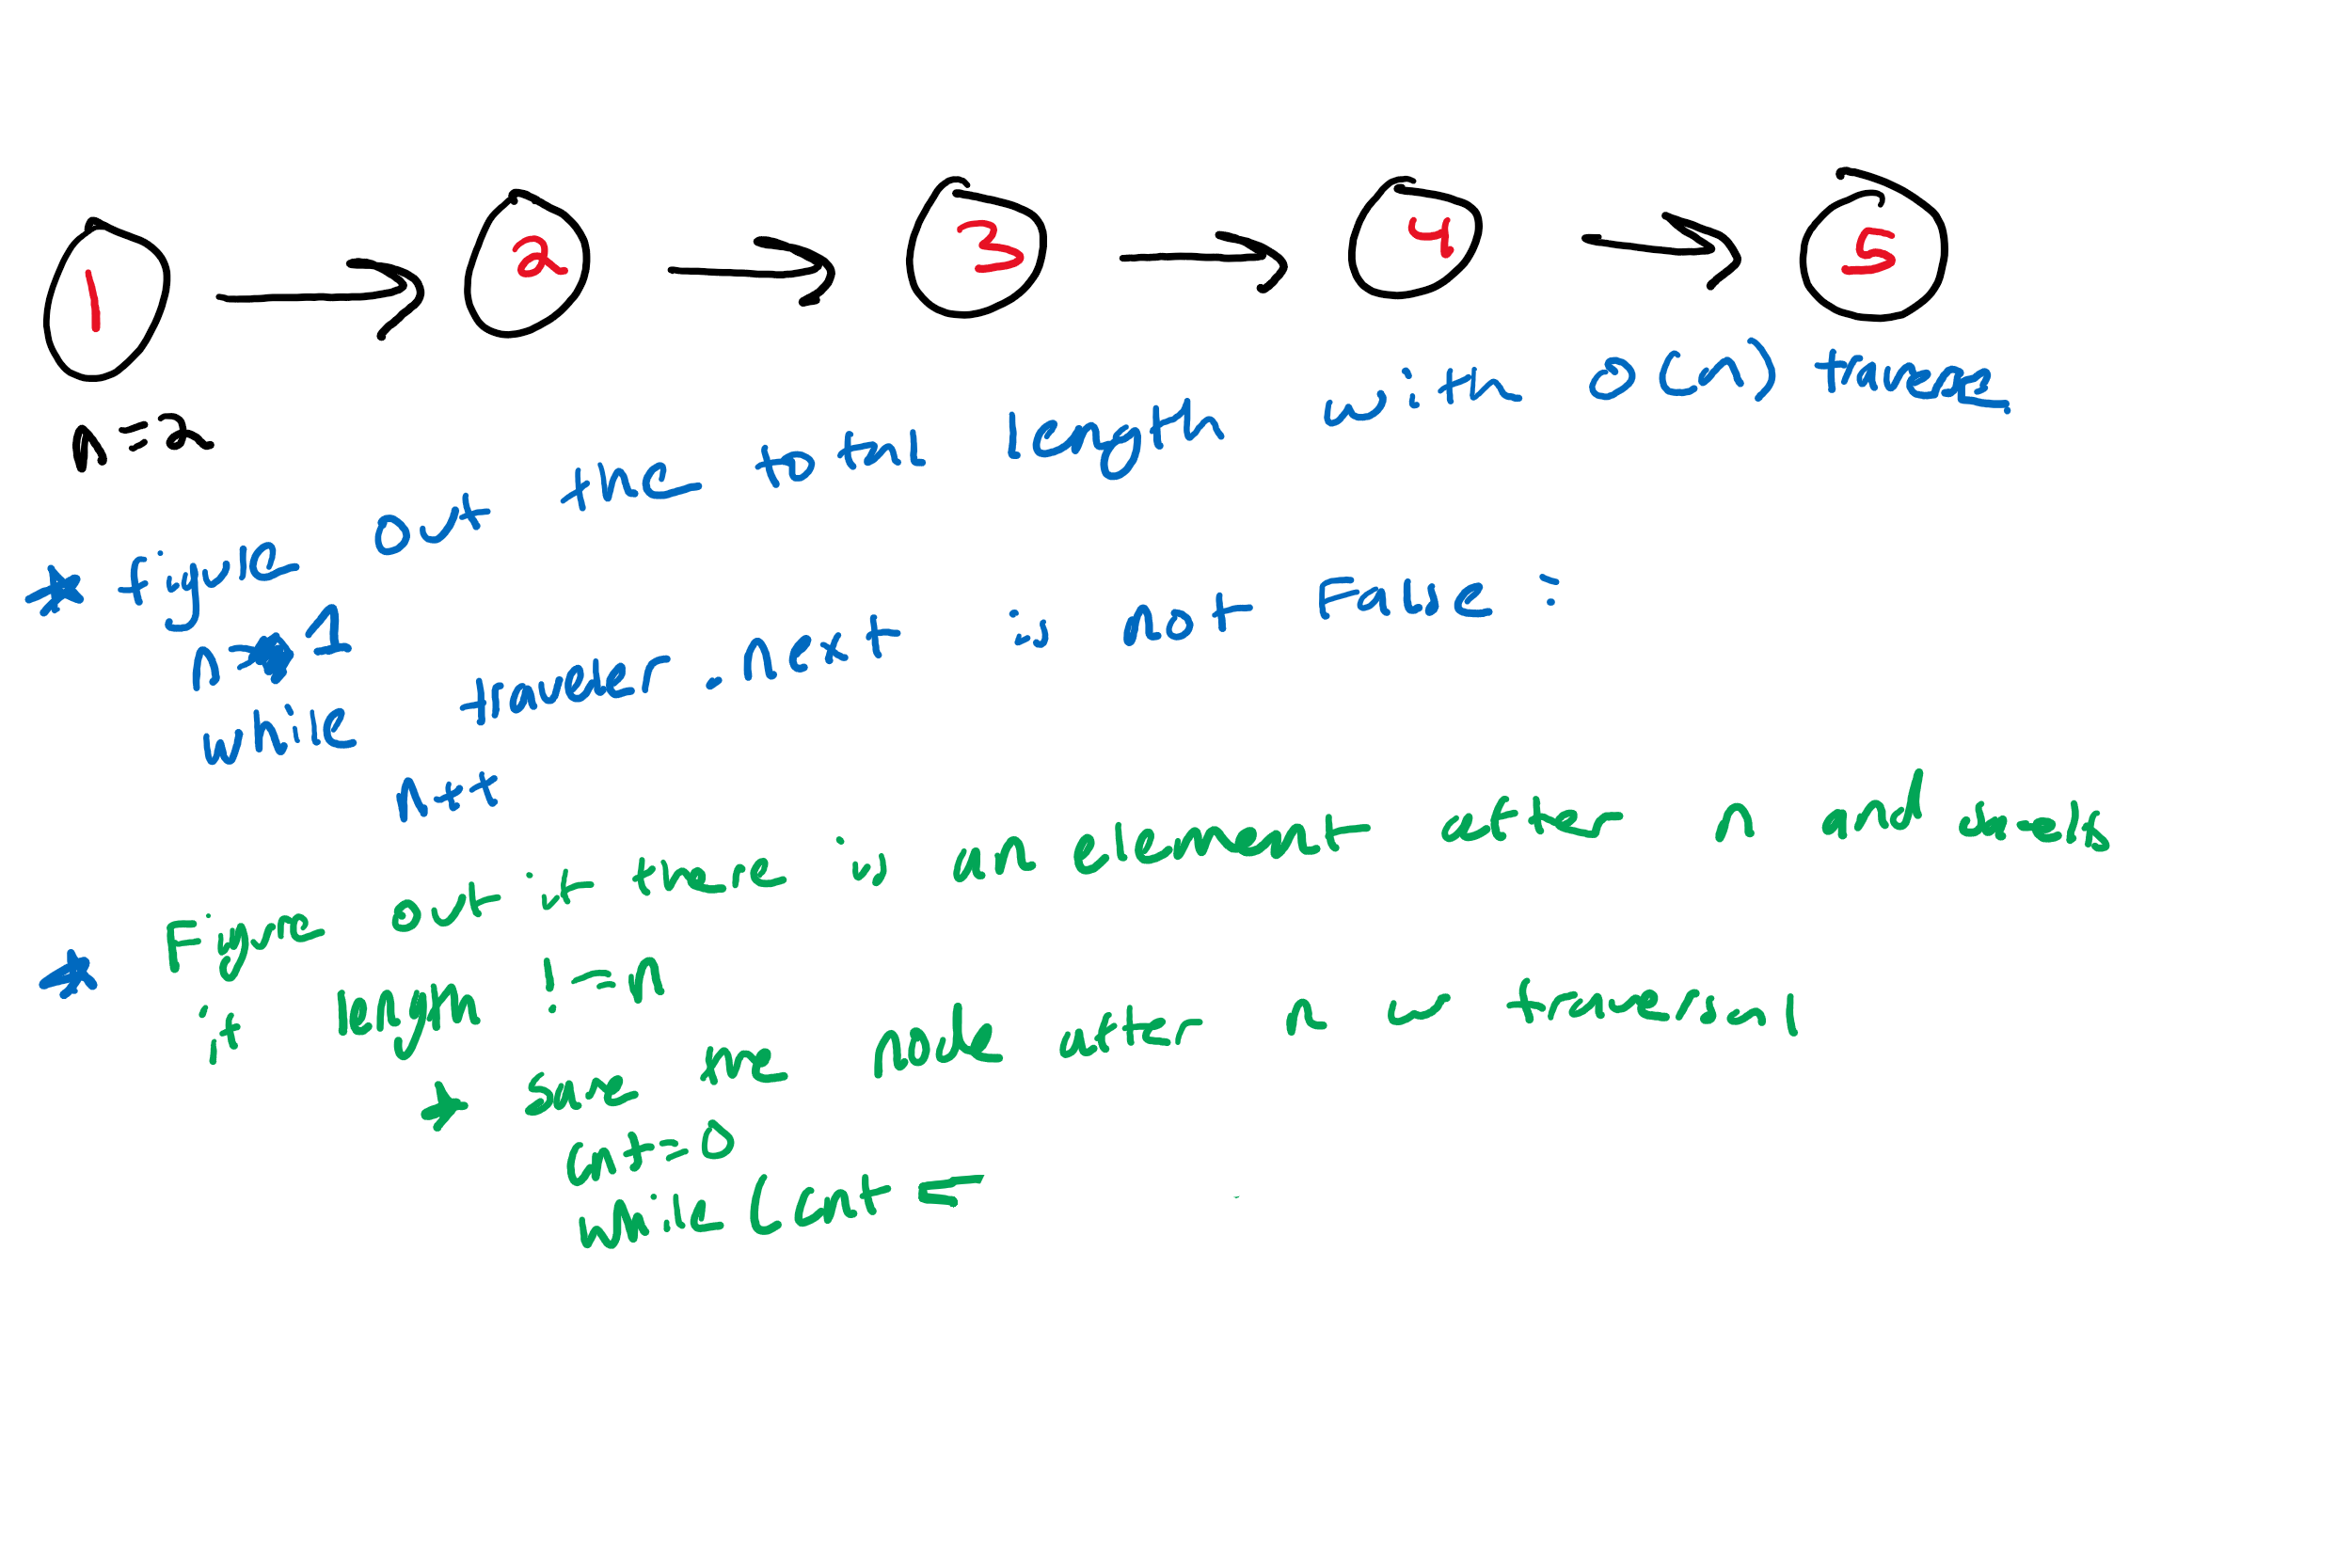 1 2 3 4 5
n=2
* figure out the total length with O(n) traverse
n=1
while traveler.next is not False:
n++
* Figure out if there is an element after n and
if length != n
* save the node after n w traversal
cnt=0
while (cnt =